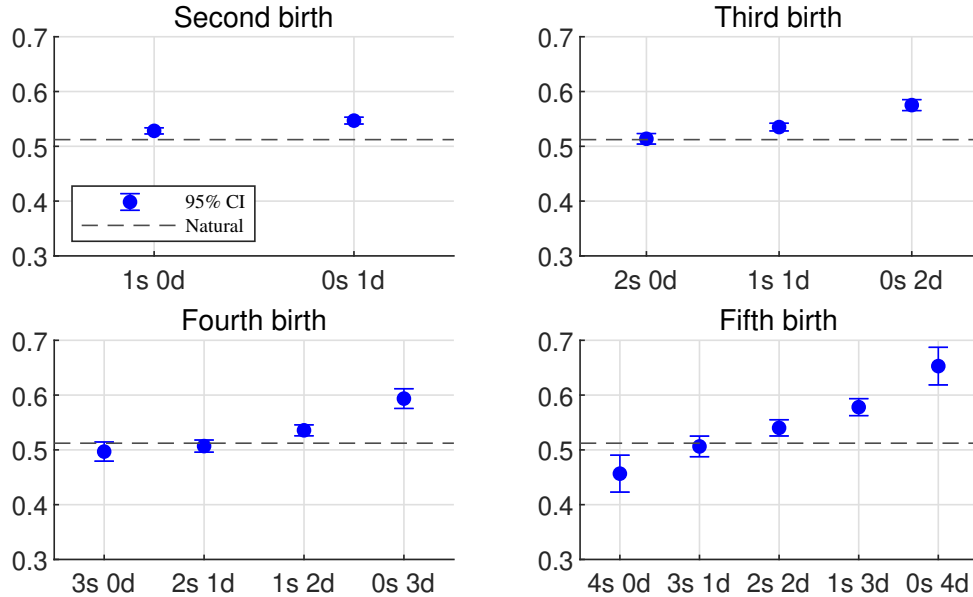 Second birth
0.7
0.6
0.5
0.4
0.3
95% CI
Natural
1s 0d 0s 1d
Third birth
0.7
0.6
0.5
0.4
0.3
2s 0d 1s 1d 0s 2d
Fourth birth
0.7
0.6
0.5
0.4
0.3
3s 0d 2s 1d 1s 2d 0s 3d
Fifth birth
0.7
0.6
0.5
0.4
0.3
4s 0d 3s 1d 2s 2d 1s 3d 0s 4d